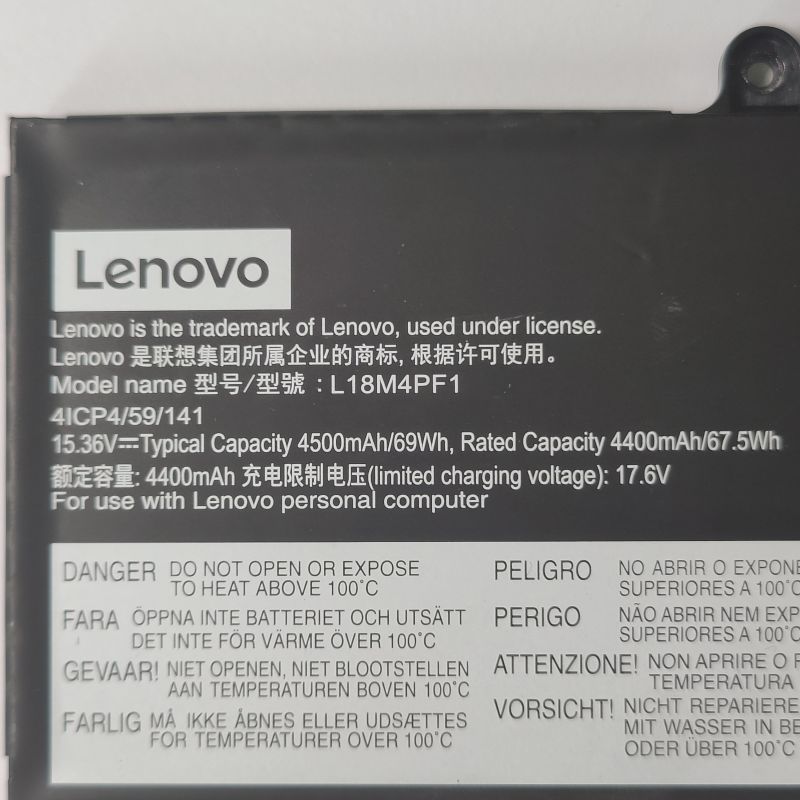 Lenovo
Lenovo is the trademark of Lenovo, used under license.
Lenovo 是联想集团所属企业的商标, 根据许可使用。
Model name 型号/型號 : L18M4PF1
4ICP4/59/141
15.36V⎓Typical Capacity 4500mAh/69Wh, Rated Capacity 4400mAh/67.5Wh
额定容量: 4400mAh 充电限制电压(limited charging voltage): 17.6V
For use with Lenovo personal computer
DANGER DO NOT OPEN OR EXPOSE
TO HEAT ABOVE 100°C
FARA ÖPPNA INTE BATTERIET OCH UTSÄTT
DET INTE FÖR VÄRME ÖVER 100°C
GEVAAR! NIET OPENEN, NIET BLOOTSTELLEN
AAN TEMPERATUREN BOVEN 100°C
FARLIG MÅ IKKE ÅBNES ELLER UDSÆTTES
FOR TEMPERATURER OVER 100°C
PELIGRO NO ABRIR O EXPONE
SUPERIORES A 100°C
PERIGO NÃO ABRIR NEM EXP
SUPERIORES A 100°C
ATTENZIONE! NON APRIRE O
TEMPERATURA
VORSICHT! NICHT REPARIERE
MIT WASSER IN BE
ODER ÜBER 100°C